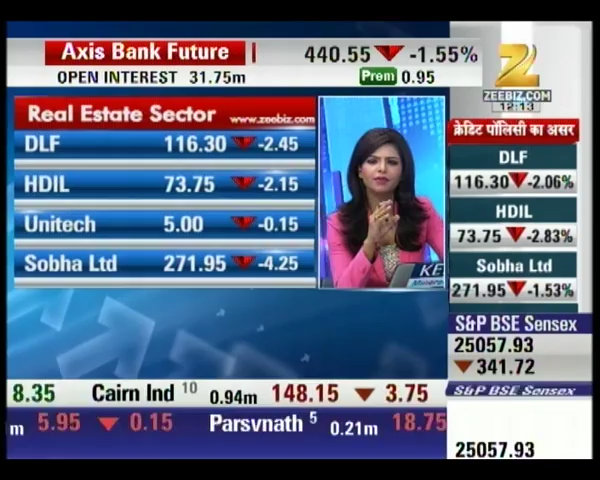 Axis Bank Future
440.55 -1.55%
OPEN INTEREST 31.75m
Prem 0.95
ZEEBIZ.COM
12:13
Real Estate Sector www.zeebiz.com
DLF 116.30 -2.45
HDIL 73.75 -2.15
Unitech 5.00 -0.15
Sobha Ltd 271.95 -4.25
KE
क्रेडिट पॉलिसी का असर
DLF
116.30 -2.06%
HDIL
73.75 -2.83%
Sobha Ltd
271.95 -1.53%
S&P BSE Sensex
25057.93
341.72
S&P BSE Sensex
25057.93
8.35 Cairn Ind 10 0.94m 148.15 3.75
m 5.95 0.15 Parsvnath 5 0.21m 18.75